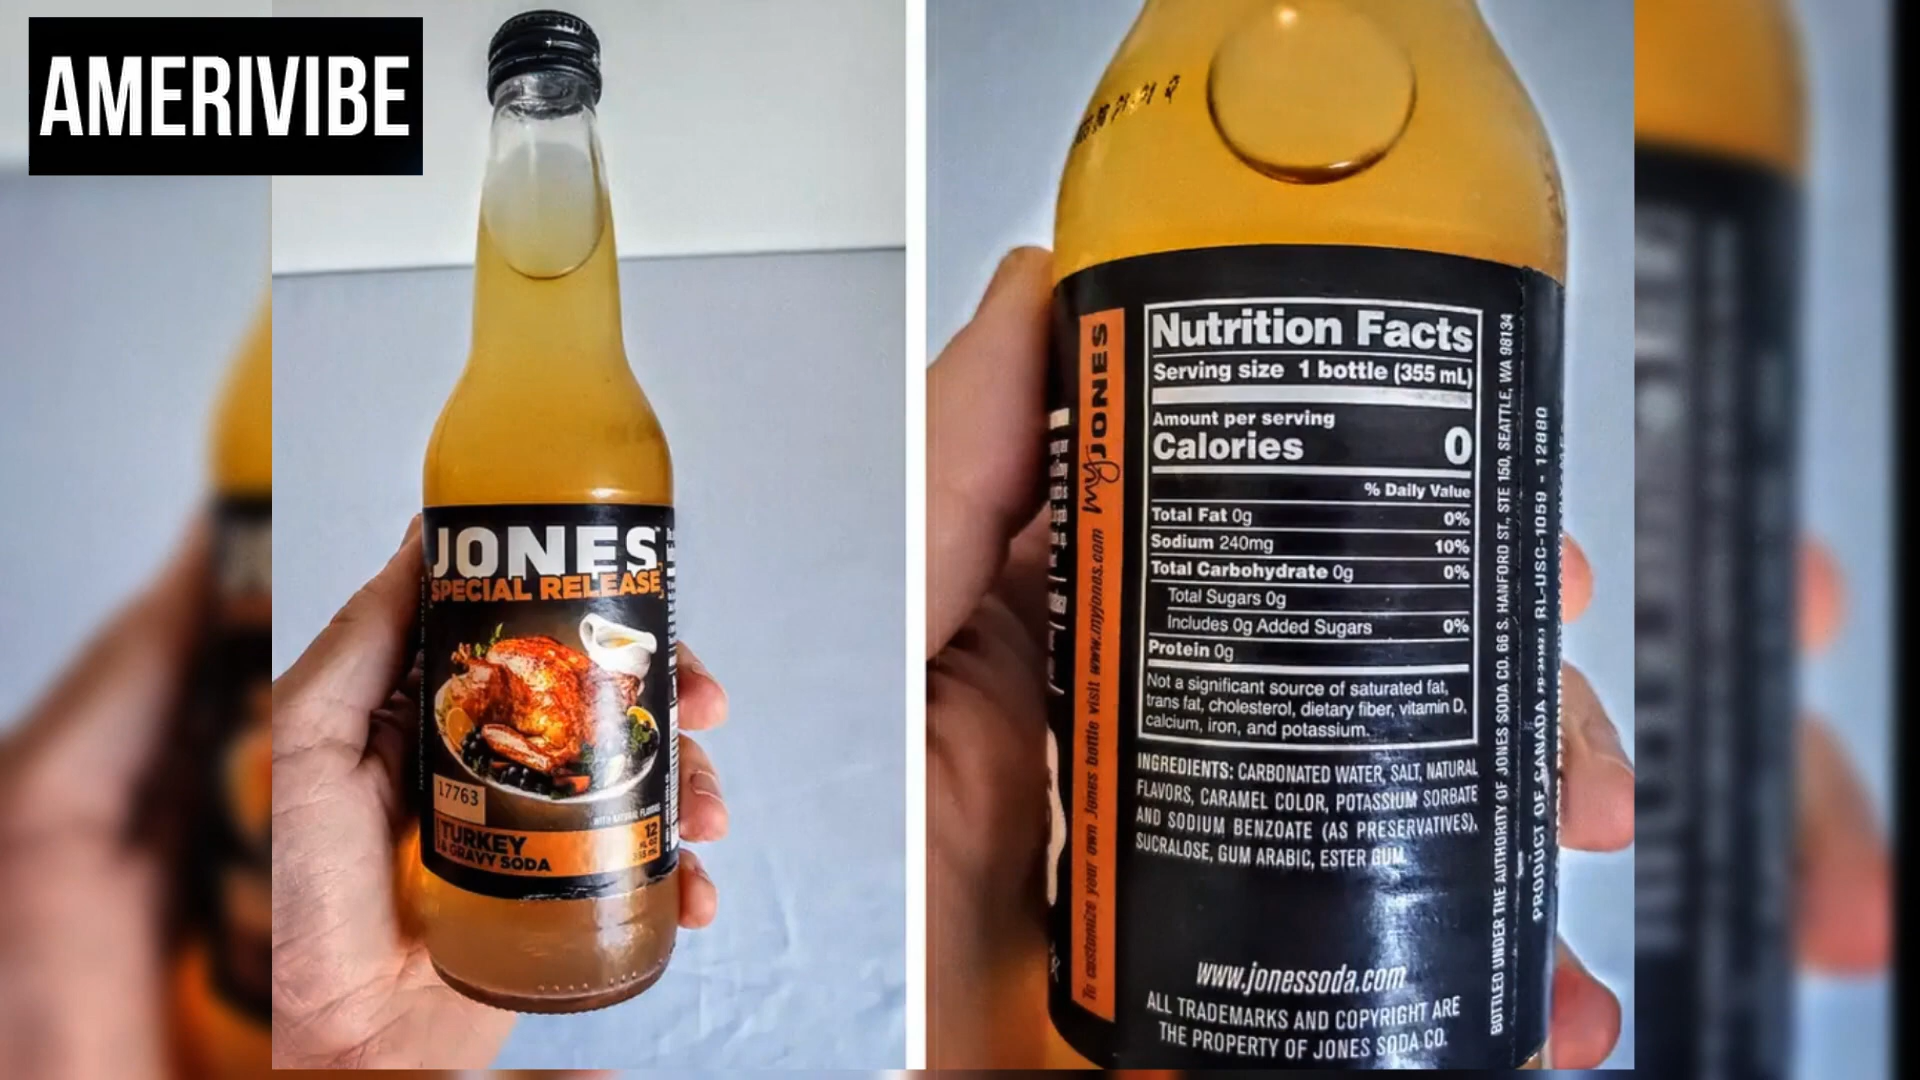 AMERIVIBE
JONES
SPECIAL RELEASE
17763
WITH NATURAL FLAVORS
TURKEY
& GRAVY SODA
12
FL OZ
355 mL
my JONES
To customize your own Jones bottle visit www.myjones.com
Nutrition Facts
Serving size 1 bottle (355 mL)
Amount per serving
Calories 0
% Daily Value
Total Fat 0g 0%
Sodium 240mg 10%
Total Carbohydrate 0g 0%
Total Sugars 0g
Includes 0g Added Sugars 0%
Protein 0g
Not a significant source of saturated fat,
trans fat, cholesterol, dietary fiber, vitamin D,
calcium, iron, and potassium.
INGREDIENTS: CARBONATED WATER, SALT, NATURAL
FLAVORS, CARAMEL COLOR, POTASSIUM SORBATE
AND SODIUM BENZOATE (AS PRESERVATIVES),
SUCRALOSE, GUM ARABIC, ESTER GUM.
www.jonessoda.com
ALL TRADEMARKS AND COPYRIGHT ARE
THE PROPERTY OF JONES SODA CO.
BOTTLED UNDER THE AUTHORITY OF JONES SODA CO. 66 S. HANFORD ST., STE 150, SEATTLE, WA 98134
PRODUCT OF CANADA RL-USC-1059 - 12880